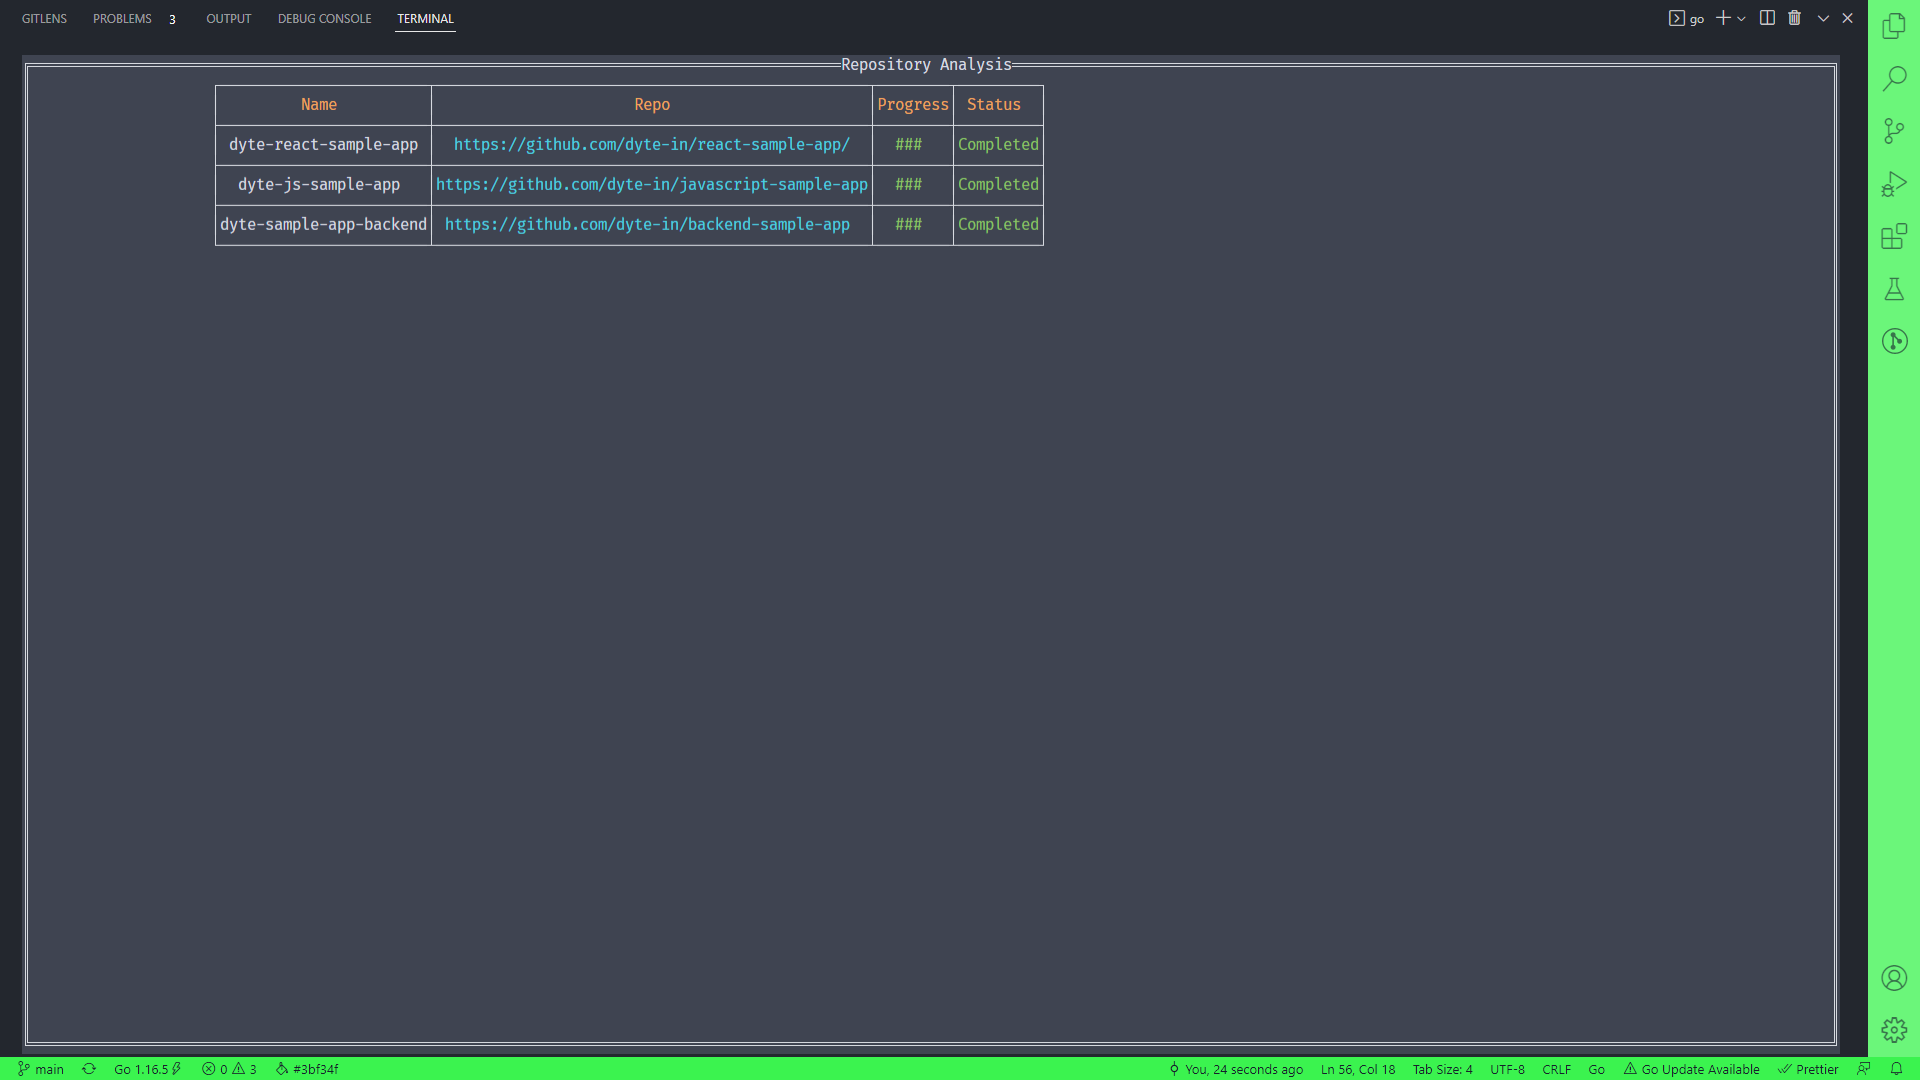 GITLENS PROBLEMS 3 OUTPUT DEBUG CONSOLE TERMINAL go
Repository Analysis
Name Repo Progress Status
dyte-react-sample-app https://github.com/dyte-in/react-sample-app/ ### Completed
dyte-js-sample-app https://github.com/dyte-in/javascript-sample-app ### Completed
dyte-sample-app-backend https://github.com/dyte-in/backend-sample-app ### Completed
main Go 1.16.5 0 3 #3bf34f You, 24 seconds ago Ln 56, Col 18 Tab Size: 4 UTF-8 CRLF Go Go Update Available Prettier